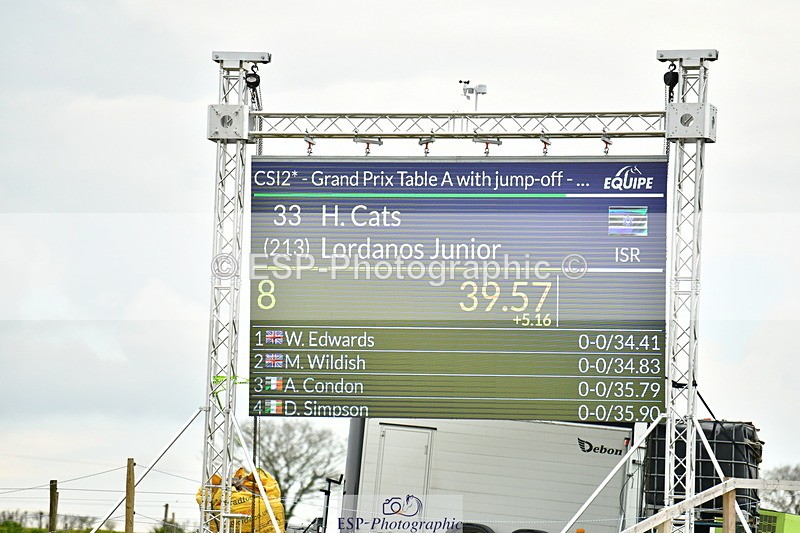 CSI2* - Grand Prix Table A with jump-off - ... EQUIPE
33 H. Cats
(213) Lordanos Junior ISR
© ESP-Photographic ©
8 39.57
+5.16
1 W. Edwards 0-0/34.41
2 M. Wildish 0-0/34.83
3 A. Condon 0-0/35.79
4 D. Simpson 0-0/35.90
Debon
ESP-Photographic